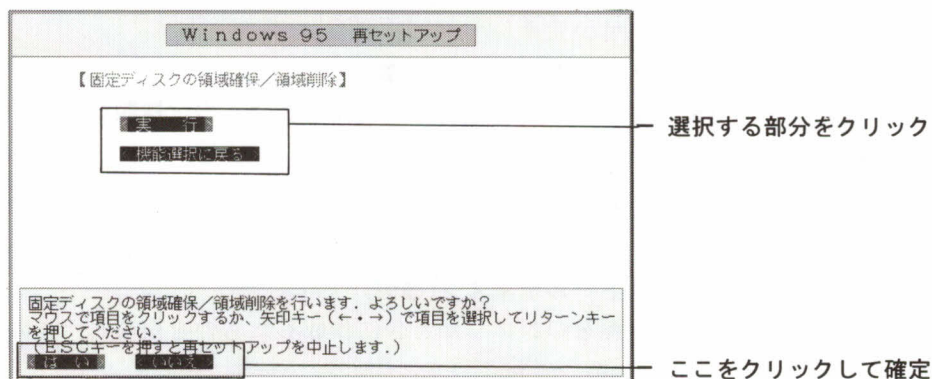 Windows 95 再セットアップ
【固定ディスクの領域確保／領域削除】
実 行
機能選択に戻る
選択する部分をクリック
固定ディスクの領域確保／領域削除を行います．よろしいですか？
マウスで項目をクリックするか、矢印キー（←・→）で項目を選択してリターンキー
を押してください．
（ＥＳＣキーを押すと再セットアップを中止します．）
はい いいえ
ここをクリックして確定